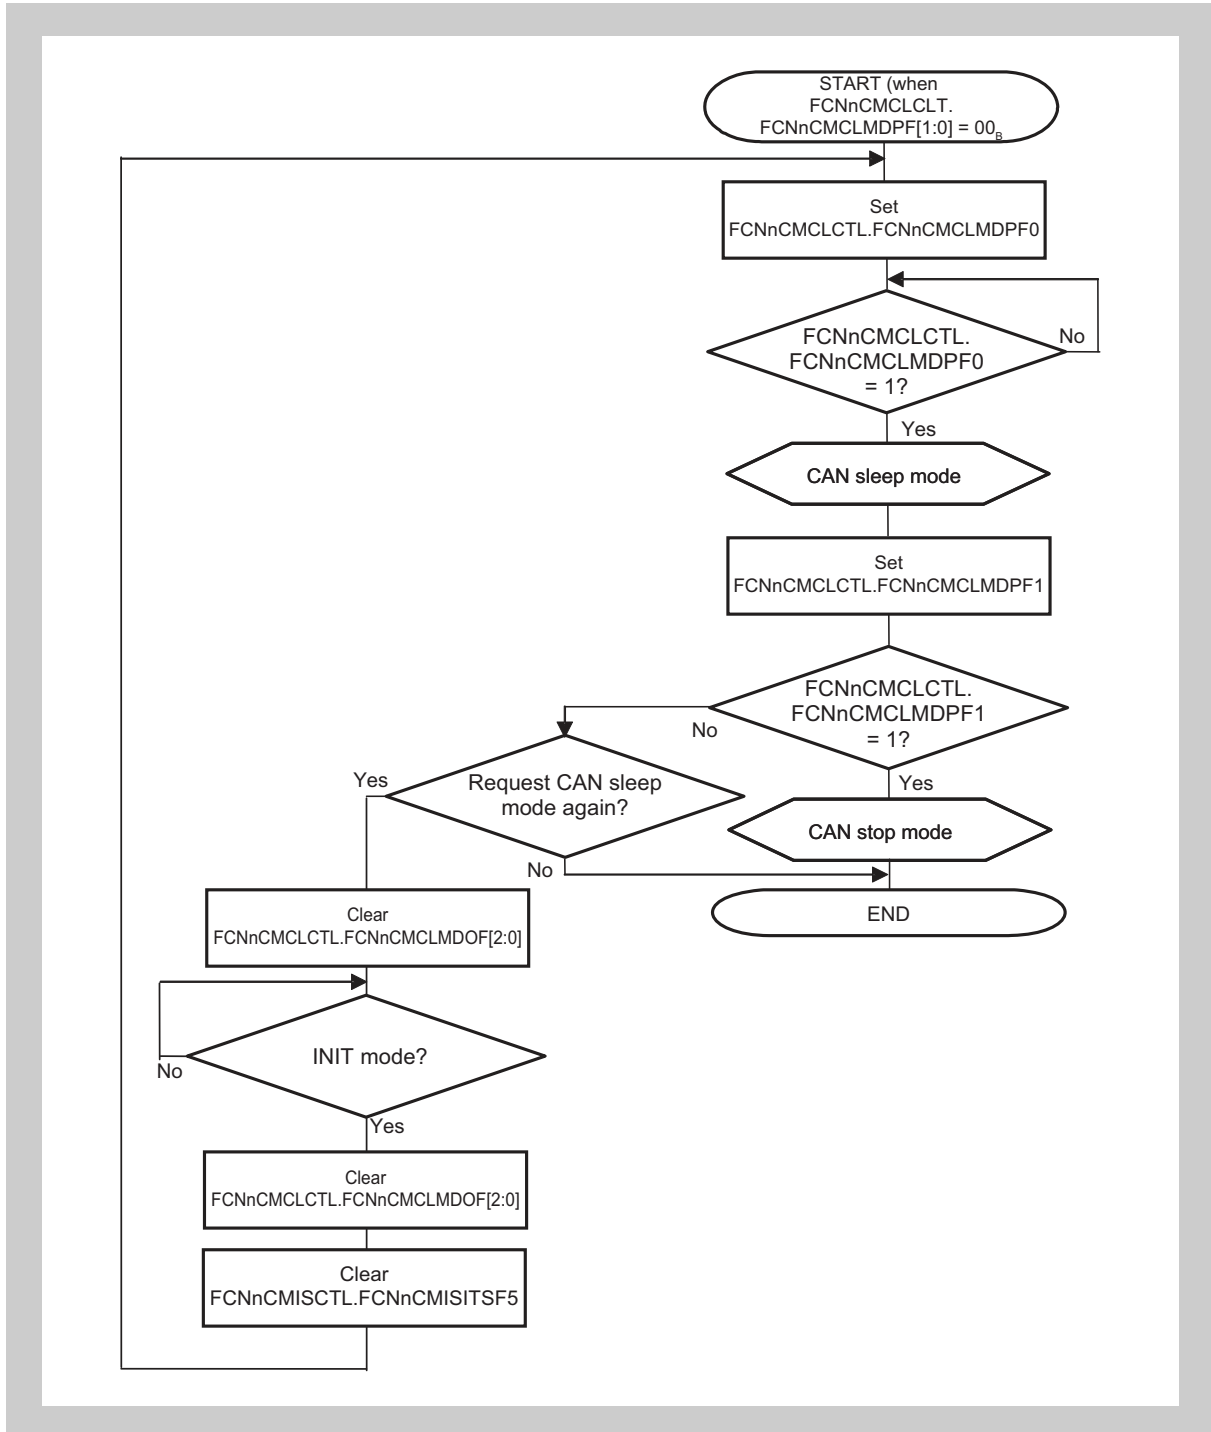 START (when
FCNnCMCLCLT.
FCNnCMCLMDPF[1:0] = 00B
Set
FCNnCMCLCTL.FCNnCMCLMDPF0
FCNnCMCLCTL.
FCNnCMCLMDPF0
= 1?
No
Yes
CAN sleep mode
Set
FCNnCMCLCTL.FCNnCMCLMDPF1
FCNnCMCLCTL.
FCNnCMCLMDPF1
= 1?
No
Yes
Request CAN sleep
mode again?
Yes
No
CAN stop mode
END
Clear
FCNnCMCLCTL.FCNnCMCLMDOF[2:0]
INIT mode?
No
Yes
Clear
FCNnCMCLCTL.FCNnCMCLMDOF[2:0]
Clear
FCNnCMISCTL.FCNnCMISITSF5